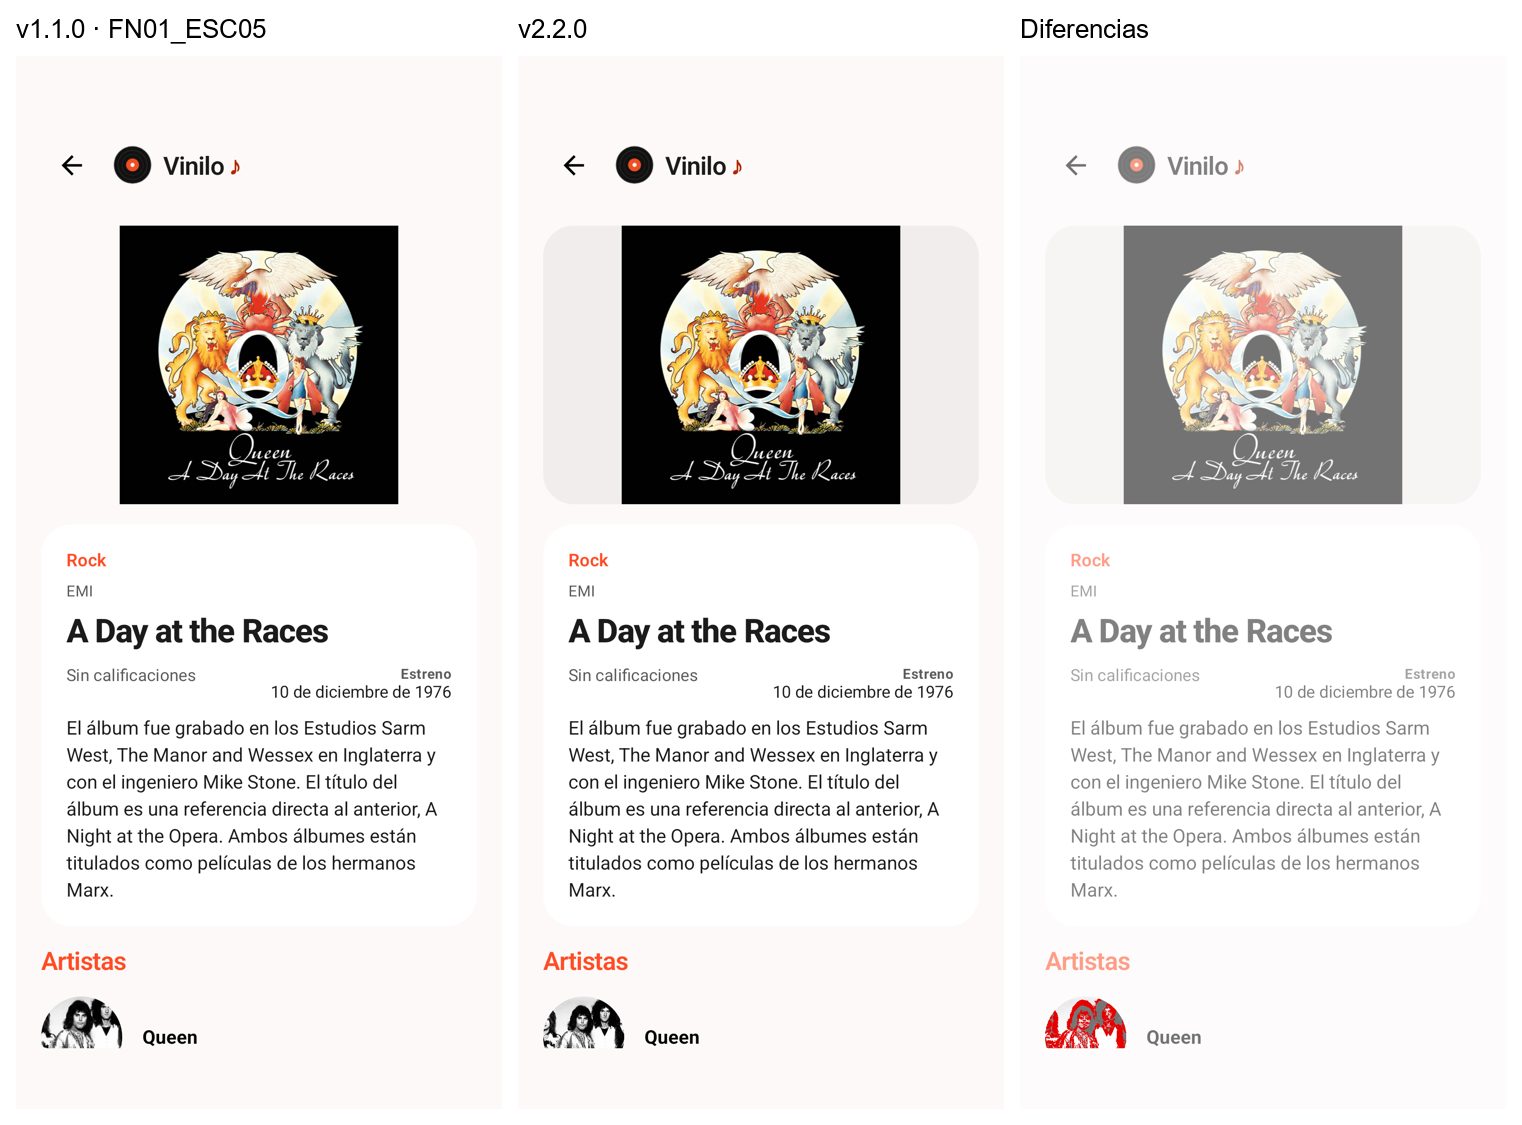 v1.1.0 · FN01_ESC05
Vinilo ♪
Queen
A Day At The Races
Rock
EMI
A Day at the Races
Sin calificaciones
Estreno
10 de diciembre de 1976
El álbum fue grabado en los Estudios Sarm
West, The Manor and Wessex en Inglaterra y
con el ingeniero Mike Stone. El título del
álbum es una referencia directa al anterior, A
Night at the Opera. Ambos álbumes están
titulados como películas de los hermanos
Marx.
Artistas
Queen
v2.2.0
Vinilo ♪
Queen
A Day At The Races
Rock
EMI
A Day at the Races
Sin calificaciones
Estreno
10 de diciembre de 1976
El álbum fue grabado en los Estudios Sarm
West, The Manor and Wessex en Inglaterra y
con el ingeniero Mike Stone. El título del
álbum es una referencia directa al anterior, A
Night at the Opera. Ambos álbumes están
titulados como películas de los hermanos
Marx.
Artistas
Queen
Diferencias
Vinilo ♪
Queen
A Day At The Races
Rock
EMI
A Day at the Races
Sin calificaciones
Estreno
10 de diciembre de 1976
El álbum fue grabado en los Estudios Sarm
West, The Manor and Wessex en Inglaterra y
con el ingeniero Mike Stone. El título del
álbum es una referencia directa al anterior, A
Night at the Opera. Ambos álbumes están
titulados como películas de los hermanos
Marx.
Artistas
Queen